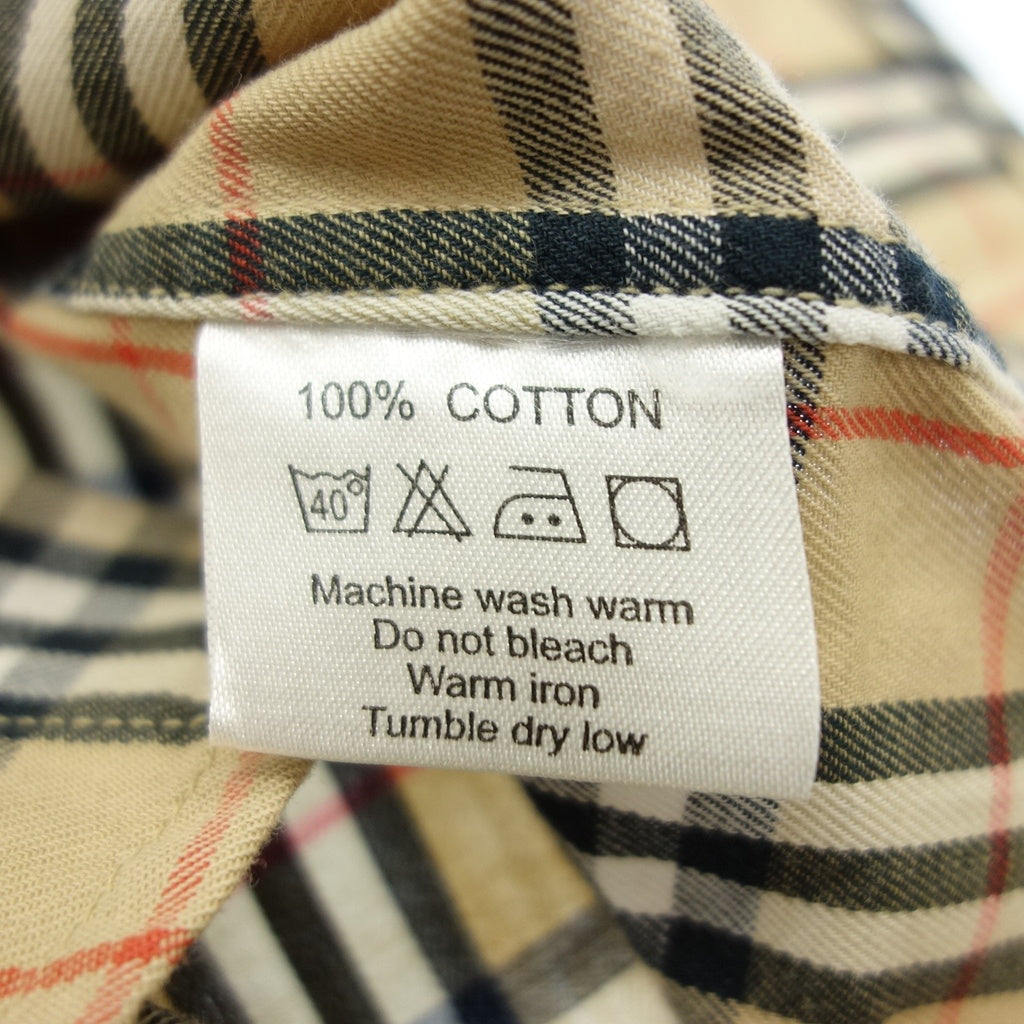 100% COTTON
40°
Machine wash warm
Do not bleach
Warm iron
Tumble dry low